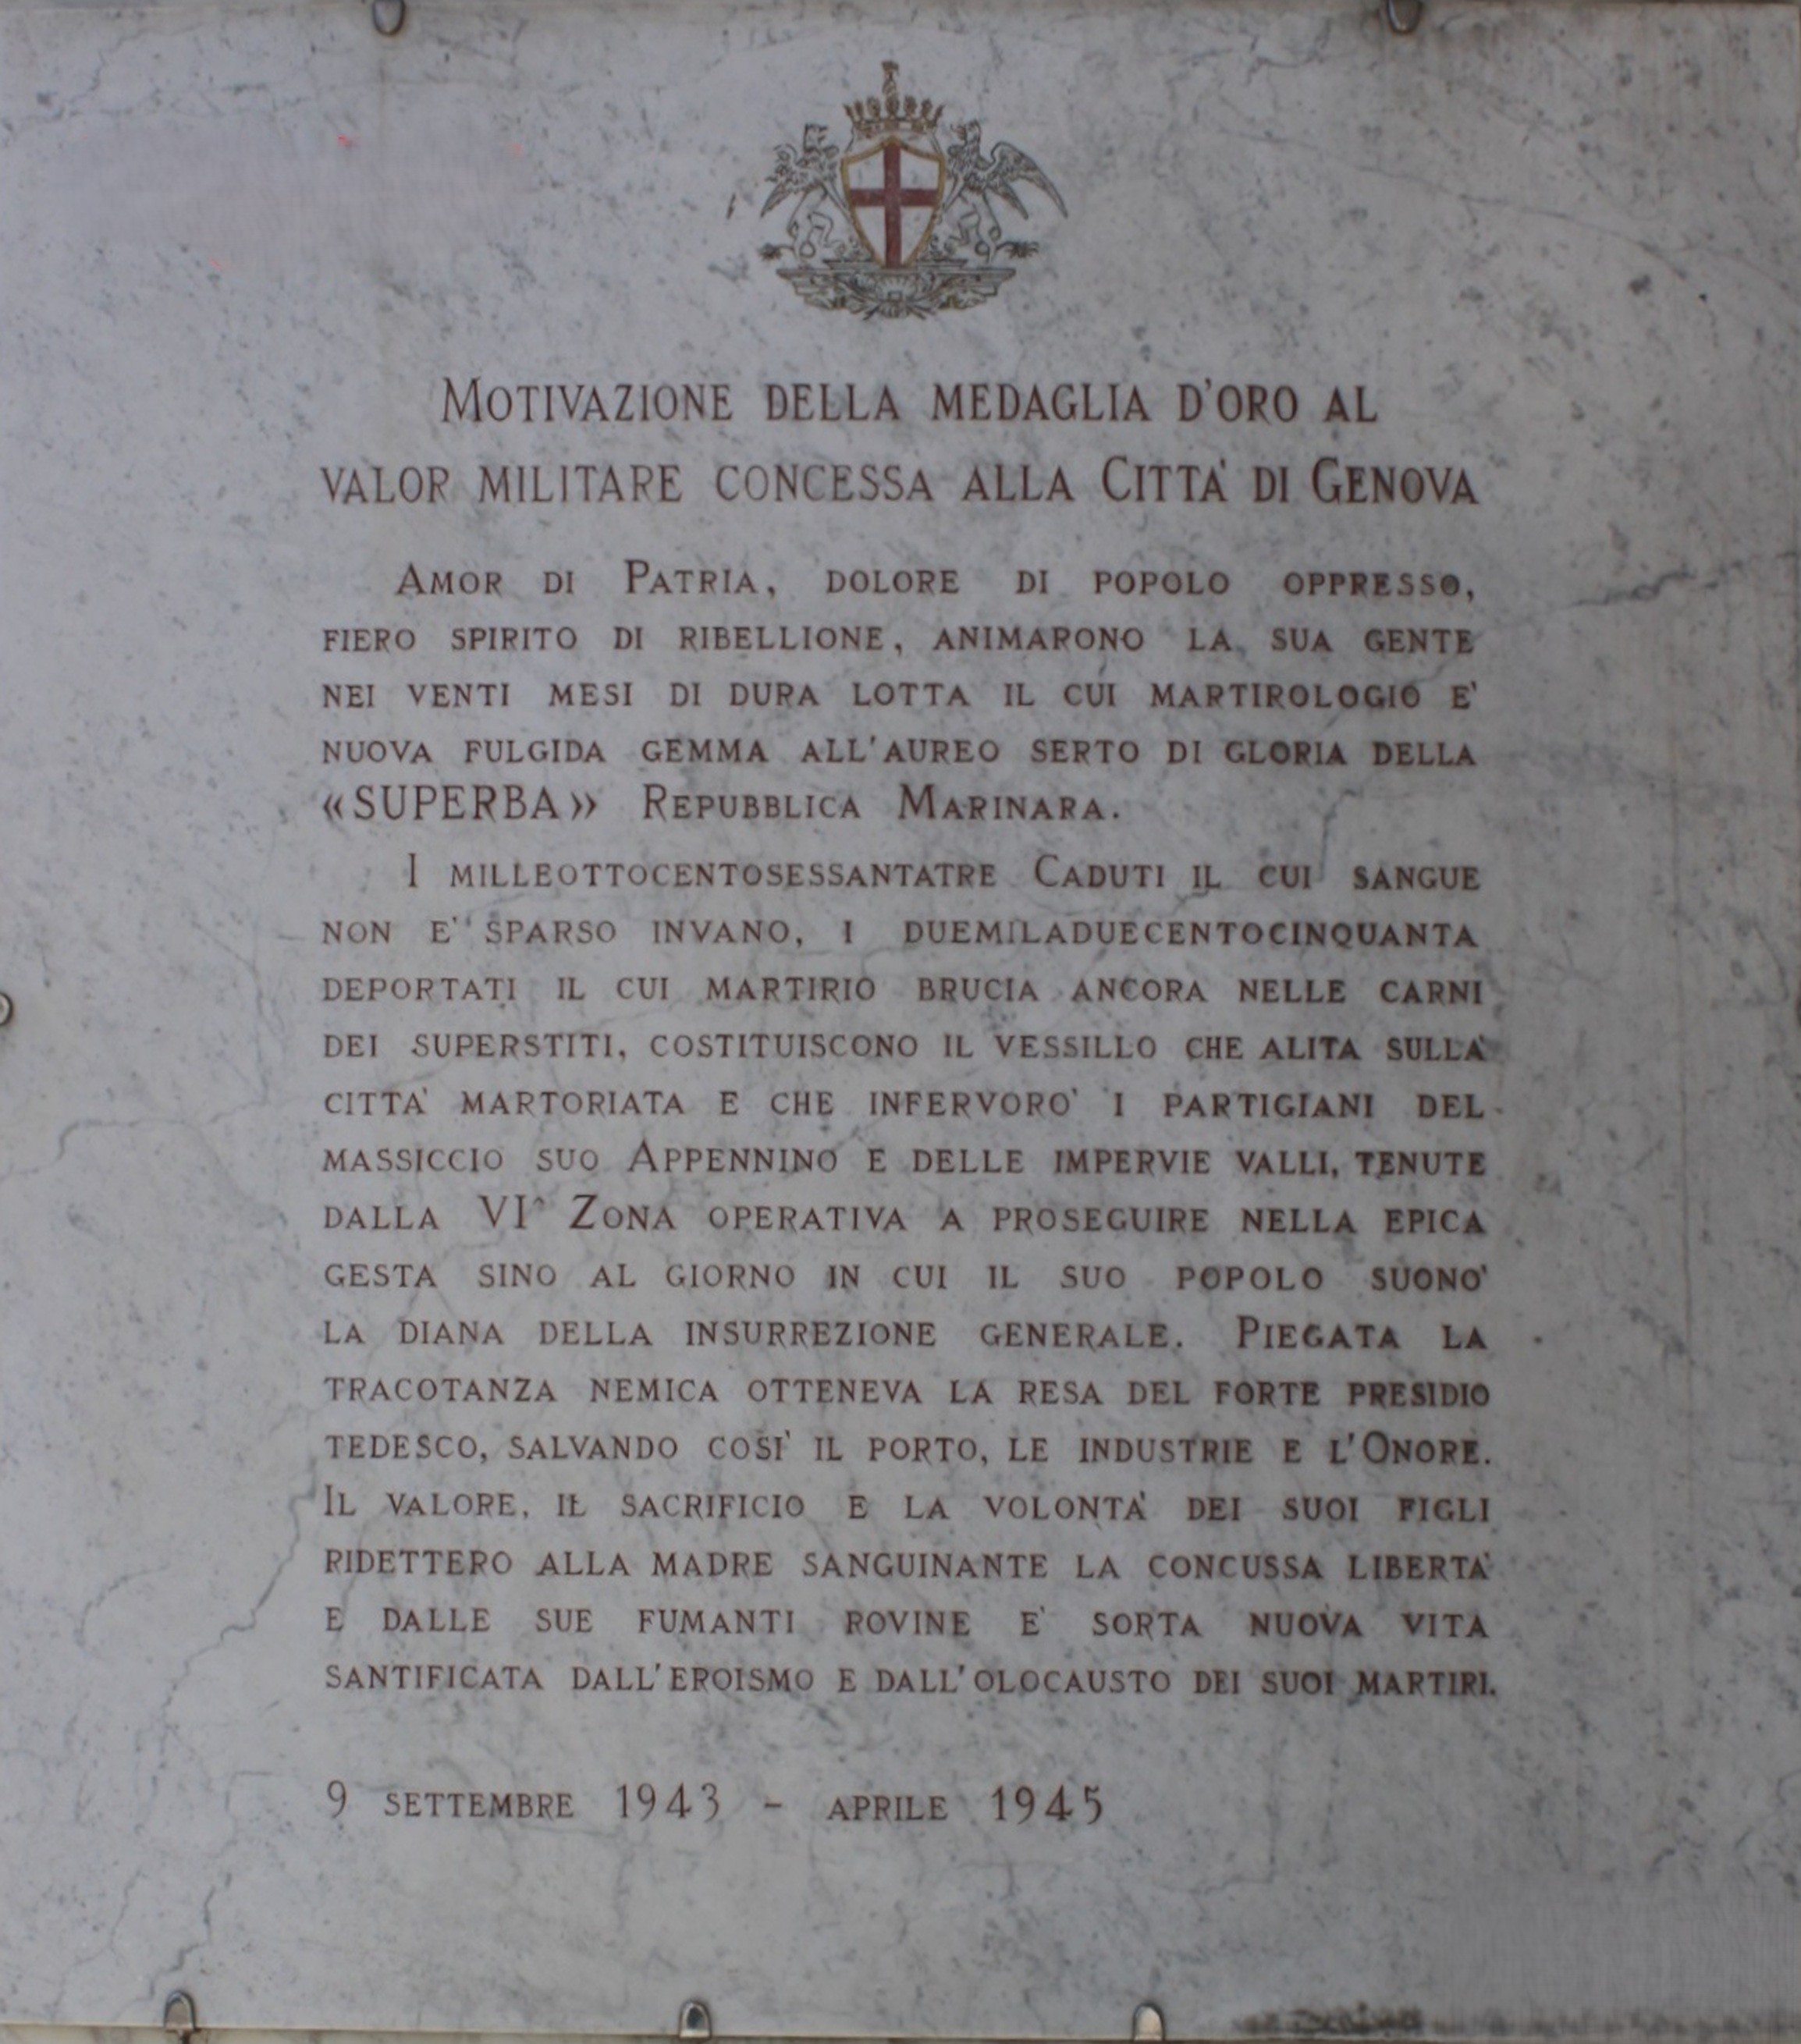 Motivazione della medaglia d'oro al
valor militare concessa alla Citta' di Genova
Amor di Patria, dolore di popolo oppresso,
fiero spirito di ribellione, animarono la sua gente
nei venti mesi di dura lotta il cui martirologio e'
nuova fulgida gemma all'aureo serto di gloria della
«SUPERBA» Repubblica Marinara.
I milleottocentosessantatre Caduti il cui sangue
non e' sparso invano, i duemiladuecentocinquanta
deportati il cui martirio brucia ancora nelle carni
dei superstiti, costituiscono il vessillo che alita sulla
citta' martoriata e che infervoro' i partigiani del
massiccio suo Appennino e delle impervie valli, tenute
dalla VI^ Zona operativa a proseguire nella epica
gesta sino al giorno in cui il suo popolo suono'
la diana della insurrezione generale. Piegata la
tracotanza nemica otteneva la resa del forte presidio
tedesco, salvando cosi' il porto, le industrie e l'Onore.
Il valore, il sacrificio e la volonta' dei suoi figli
ridettero alla madre sanguinante la concussa liberta'
e dalle sue fumanti rovine e' sorta nuova vita
santificata dall'eroismo e dall'olocausto dei suoi martiri.
9 settembre 1943 - aprile 1945